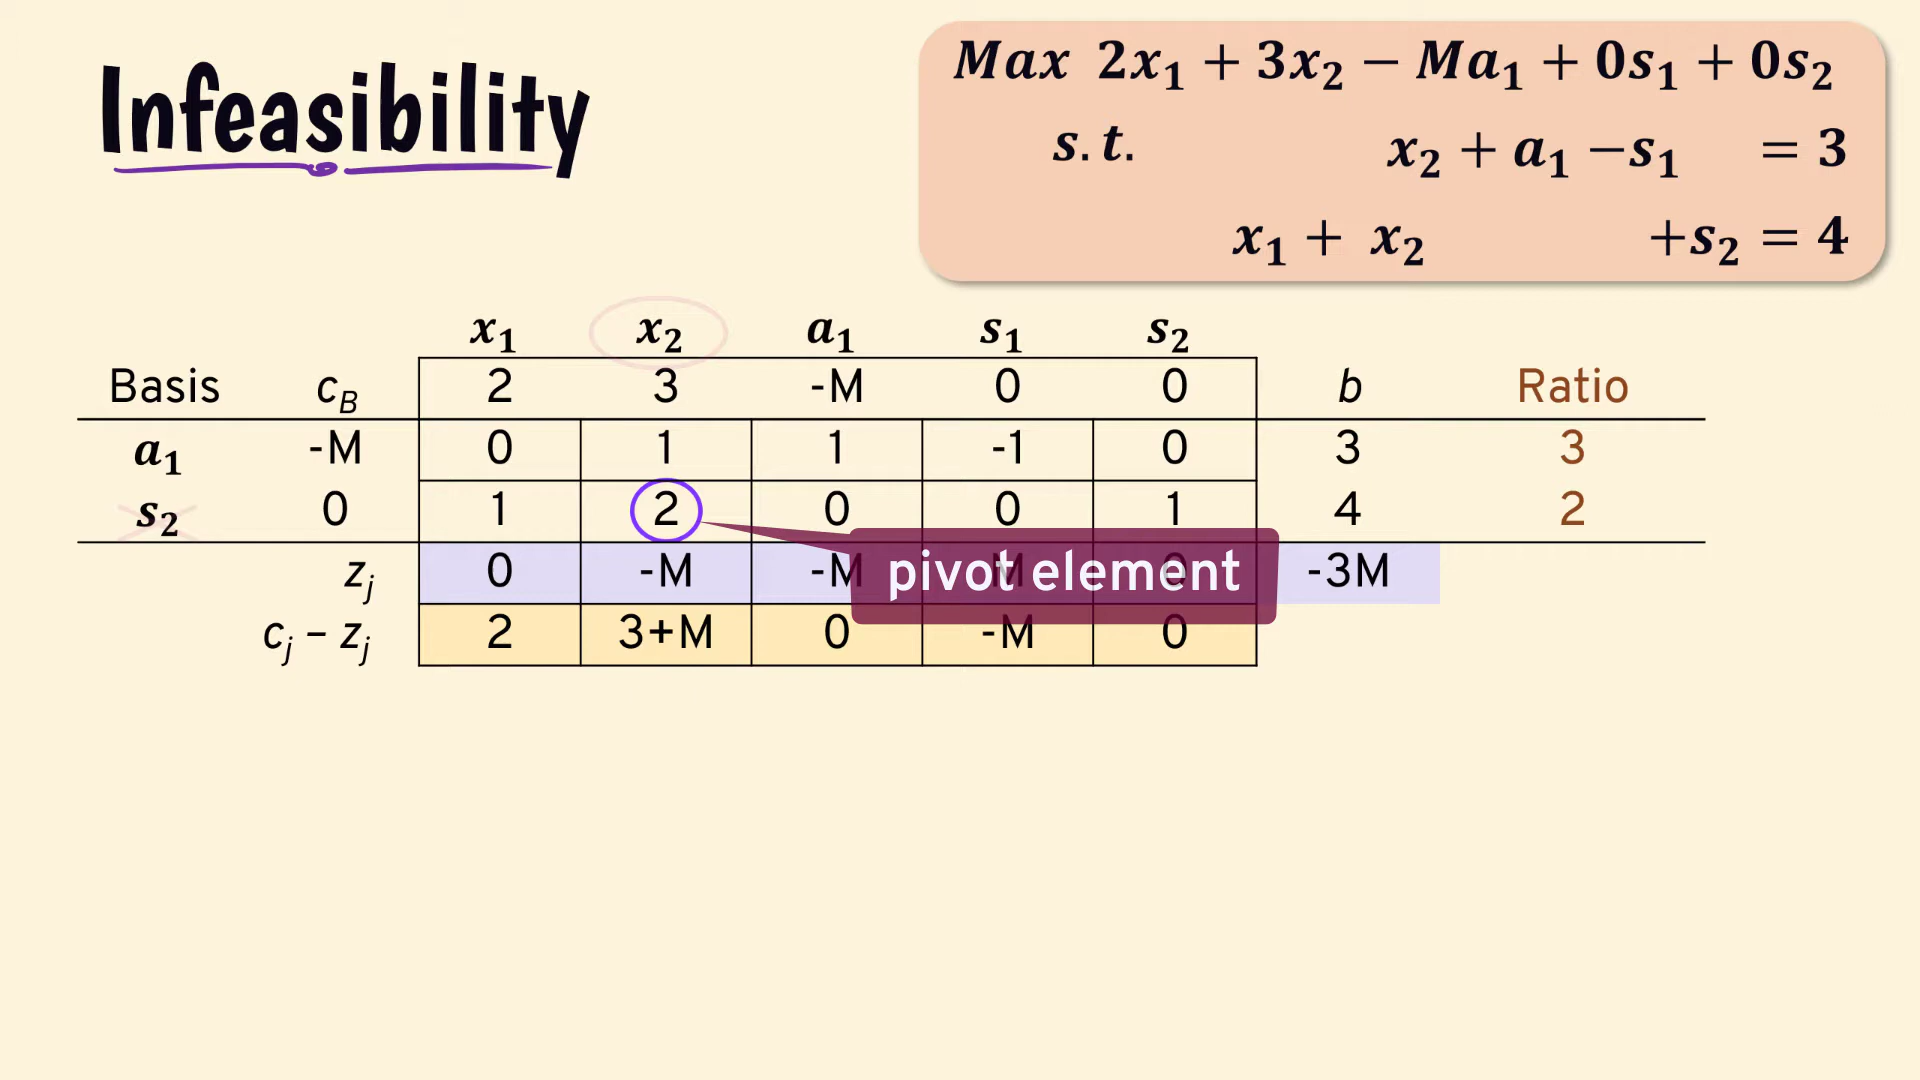 Infeasibility
Max 2x₁ + 3x₂ − Ma₁ + 0s₁ + 0s₂
s.t. x₂ + a₁ −s₁ = 3
x₁ + x₂ +s₂ = 4
x₁ x₂ a₁ s₁ s₂
Basis c_B 2 3 -M 0 0 b Ratio
a₁ -M 0 1 1 -1 0 3 3
s₂ 0 1 2 0 0 1 4 2
z_j 0 -M -M M 0 -3M
pivot element
c_j – z_j 2 3+M 0 -M 0